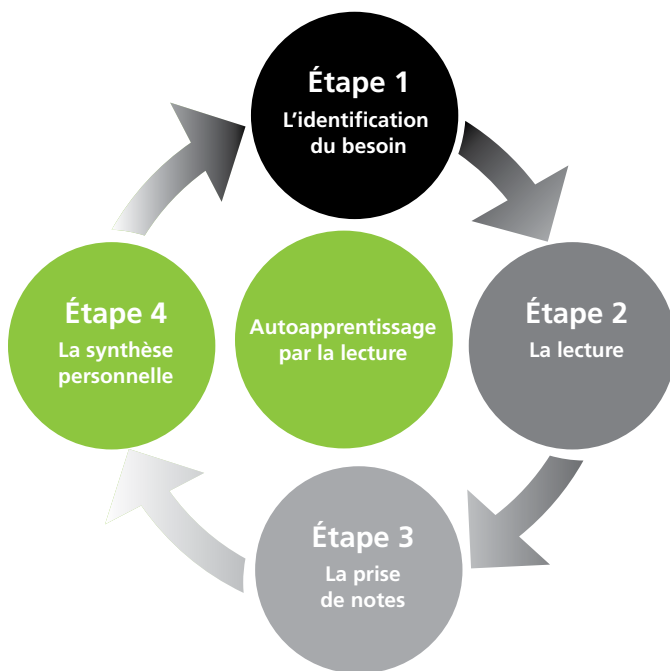 Étape 1
L’identification
du besoin
Étape 2
La lecture
Étape 3
La prise
de notes
Étape 4
La synthèse
personnelle
Autoapprentissage
par la lecture